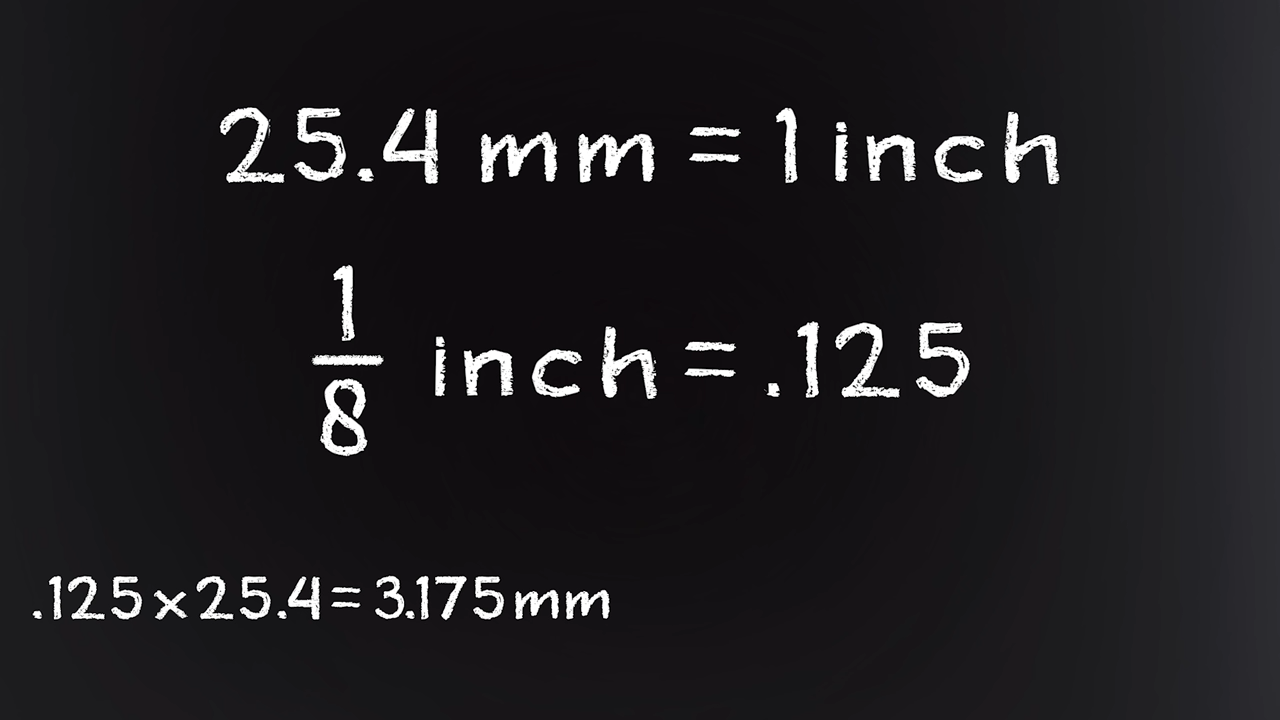 25.4 mm = 1 inch
1/8 inch = .125
.125 x 25.4 = 3.175 mm